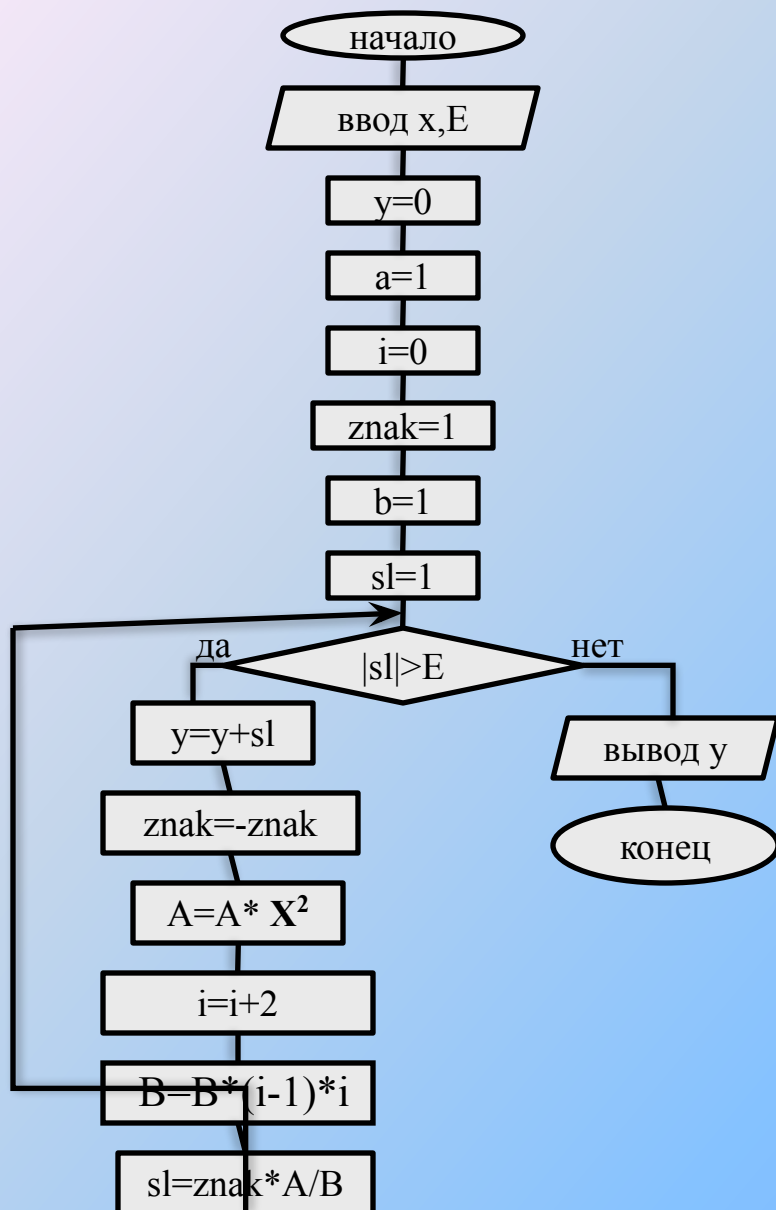 начало
ввод x,E
y=0
a=1
i=0
znak=1
b=1
sl=1
да
нет
|sl|>E
y=y+sl
вывод y
znak=-znak
конец
A=A* X²
i=i+2
B=B*(i-1)*i
sl=znak*A/B